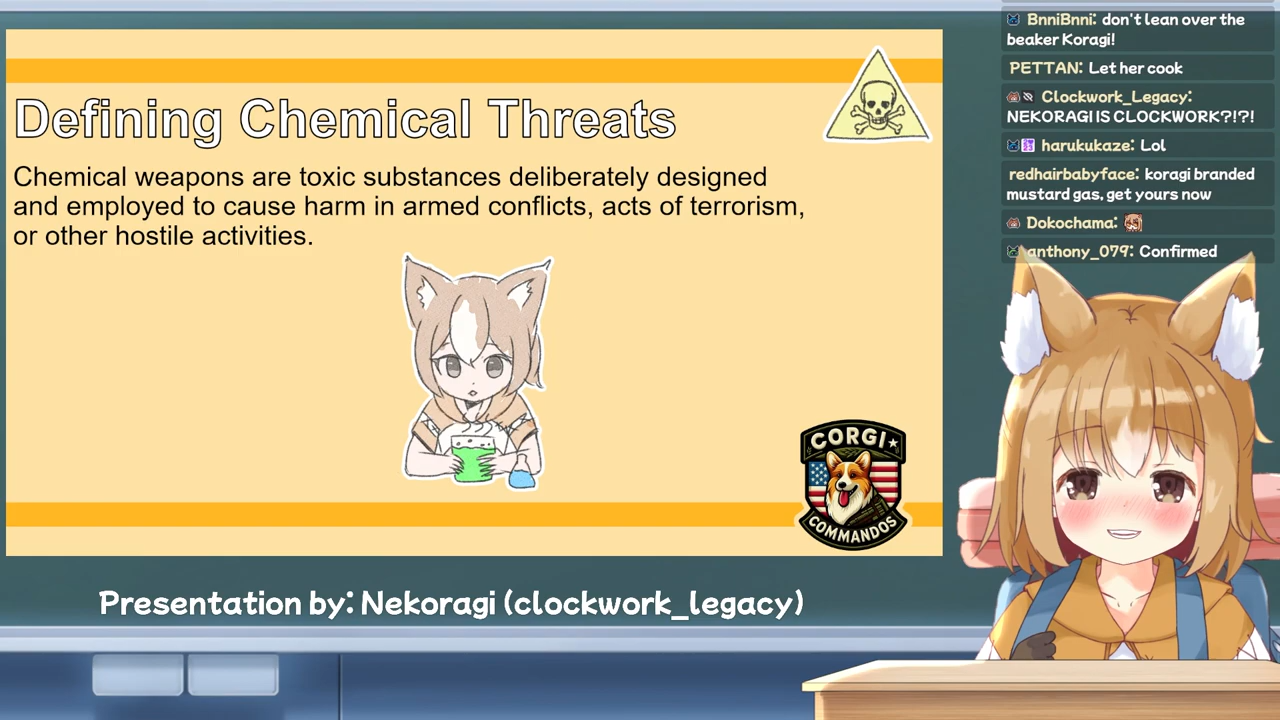 Defining Chemical Threats
Chemical weapons are toxic substances deliberately designed
and employed to cause harm in armed conflicts, acts of terrorism,
or other hostile activities.
CORGI
COMMANDOS
Presentation by: Nekoragi (clockwork_legacy)
BnniBnni: don't lean over the
beaker Koragi!
PETTAN: Let her cook
Clockwork_Legacy:
NEKORAGI IS CLOCKWORK?!?!
harukukaze: Lol
redhairbabyface: koragi branded
mustard gas, get yours now
Dokochama:
anthony_079: Confirmed